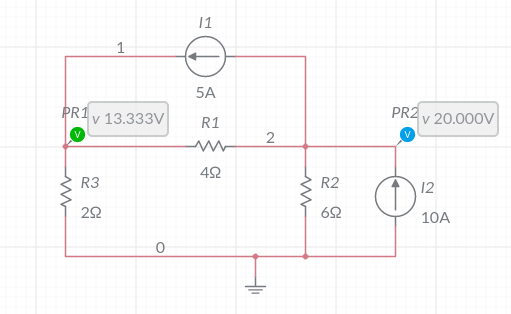 I1
1
5A
PR1 v 13.333V
PR2 v 20.000V
V
V
R1
2
4Ω
R3
R2
I2
2Ω
6Ω
10A
0